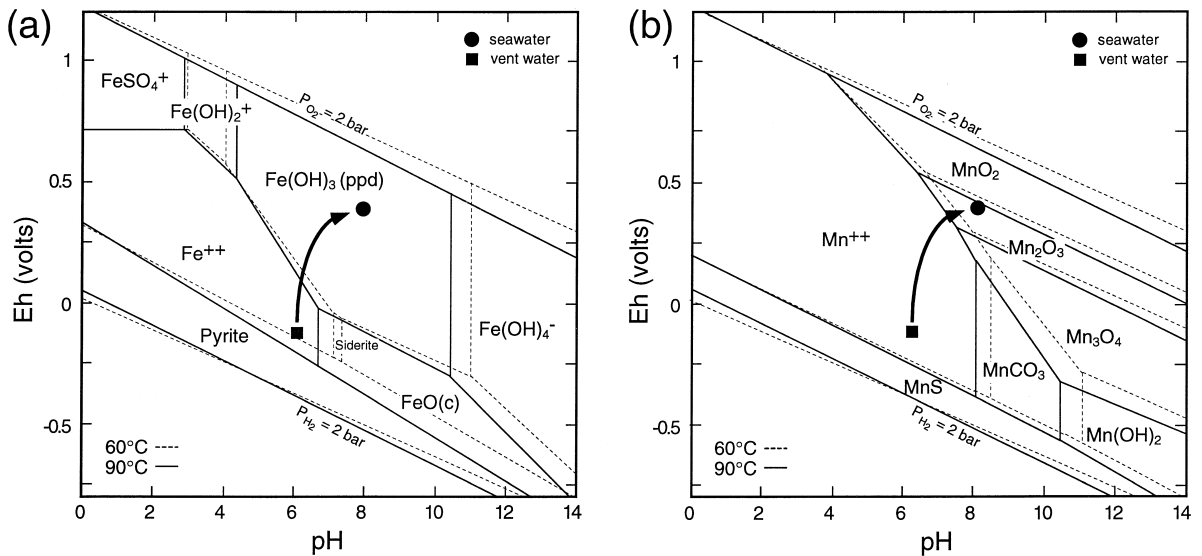 (a)
Eh (volts)
1
0.5
0
-0.5
seawater
vent water
FeSO4+
Fe(OH)2+
PO2 = 2 bar
Fe(OH)3 (ppd)
Fe++
Pyrite
Siderite
Fe(OH)4-
FeO(c)
PH2 = 2 bar
60°C
90°C
0 2 4 6 8 10 12 14
pH
(b)
Eh (volts)
1
0.5
0
-0.5
seawater
vent water
PO2 = 2 bar
MnO2
Mn++
Mn2O3
Mn3O4
MnCO3
MnS
Mn(OH)2
PH2 = 2 bar
60°C
90°C
0 2 4 6 8 10 12 14
pH